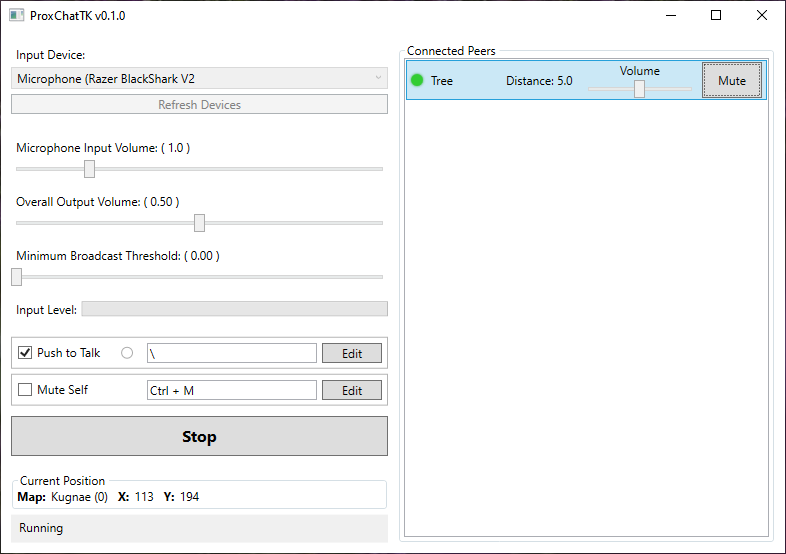 ProxChatTK v0.1.0
Input Device:
Microphone (Razer BlackShark V2
Refresh Devices
Microphone Input Volume: ( 1.0 )
Overall Output Volume: ( 0.50 )
Minimum Broadcast Threshold: ( 0.00 )
Input Level:
Push to Talk \ Edit
Mute Self Ctrl + M Edit
Stop
Current Position
Map: Kugnae (0) X: 113 Y: 194
Running
Connected Peers
Tree Distance: 5.0 Volume Mute